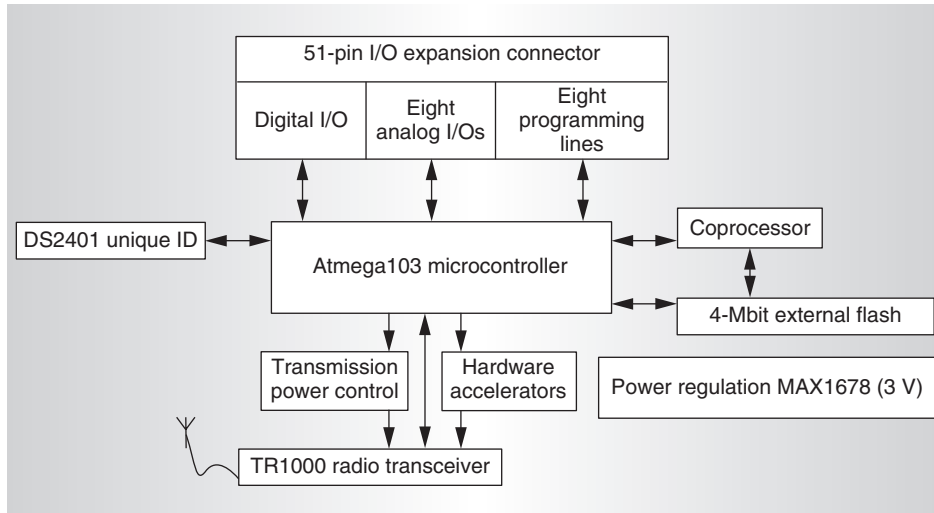 51-pin I/O expansion connector
Digital I/O
Eight
analog I/Os
Eight
programming
lines
DS2401 unique ID
Atmega103 microcontroller
Coprocessor
4-Mbit external flash
Transmission
power control
Hardware
accelerators
Power regulation MAX1678 (3 V)
TR1000 radio transceiver